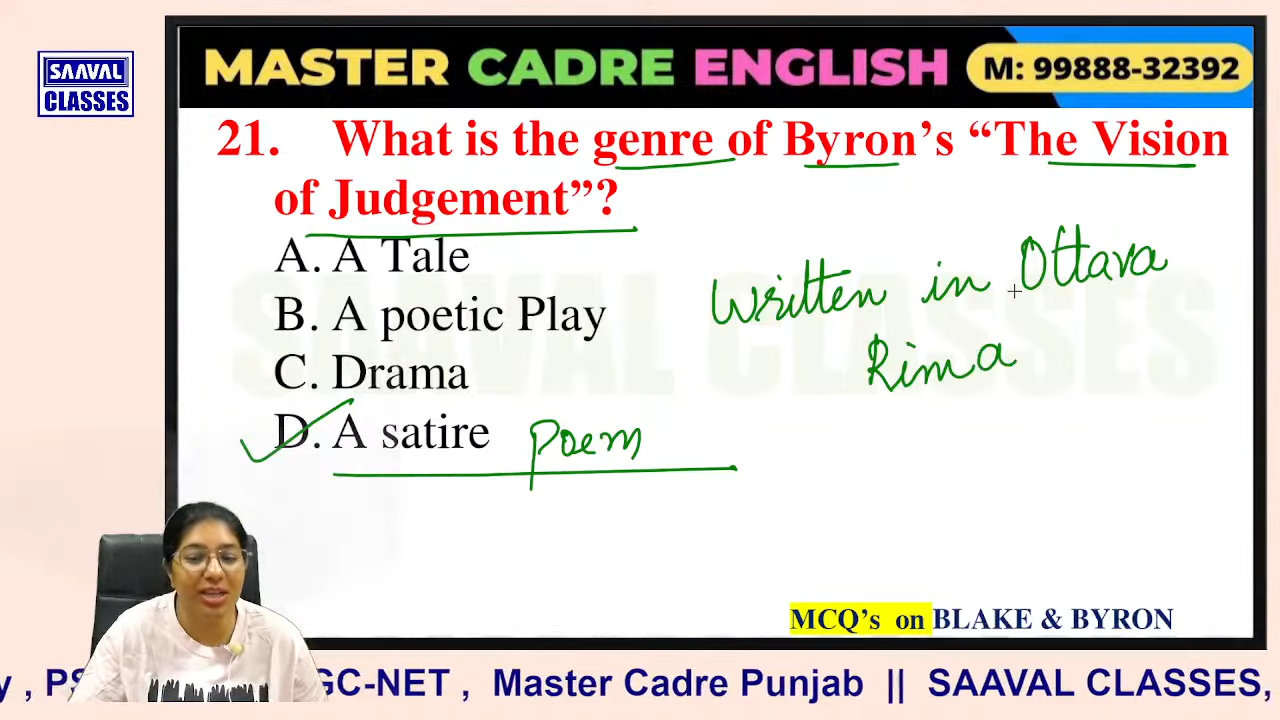 SAAVAL
CLASSES
MASTER CADRE ENGLISH
M: 99888-32392
21. What is the genre of Byron’s “The Vision
of Judgement”?
A. A Tale
B. A poetic Play
C. Drama
D. A satire poem
Written in Ottava
Rima
SAAVAL CLASSES
MCQ’s on BLAKE & BYRON
y , PS
GC-NET , Master Cadre Punjab || SAAVAL CLASSES,